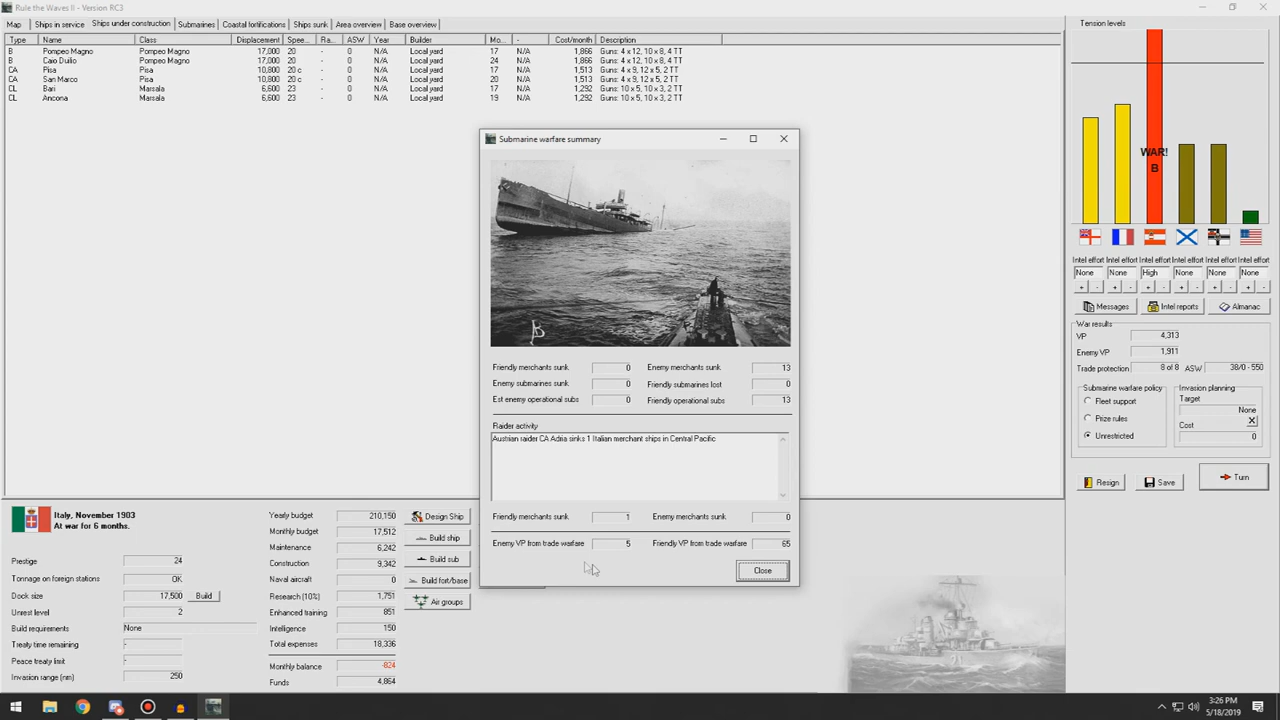 Rule the Waves II - Version RC3
Map Ships in service Ships under construction Submarines Coastal fortifications Ships sunk Area overview Base overview
Type Name Class Displacement Spee... Ra... ASW Year Builder Mo... - Cost/month Description
B Pompeo Magno Pompeo Magno 17,000 20 - 0 N/A Local yard 17 N/A 1,866 Guns: 4 x 12, 10 x 8, 4 TT
B Caio Duilio Pompeo Magno 17,000 20 - 0 N/A Local yard 24 N/A 1,866 Guns: 4 x 12, 10 x 8, 4 TT
CA Pisa Pisa 10,800 20 c - 0 N/A Local yard 17 N/A 1,513 Guns: 4 x 9, 12 x 5, 2 TT
CA San Marco Pisa 10,800 20 c - 0 N/A Local yard 20 N/A 1,513 Guns: 4 x 9, 12 x 5, 2 TT
CL Bari Marsala 6,600 23 - 0 N/A Local yard 17 N/A 1,292 Guns: 10 x 5, 10 x 3, 2 TT
CL Ancona Marsala 6,600 23 - 0 N/A Local yard 19 N/A 1,292 Guns: 10 x 5, 10 x 3, 2 TT
Submarine warfare summary
Friendly merchants sunk 0 Enemy merchants sunk 13
Enemy submarines sunk 0 Friendly submarines lost 0
Est enemy operational subs 0 Friendly operational subs 13
Raider activity
Austrian raider CA Adria sinks 1 Italian merchant ships in Central Pacific
Friendly merchants sunk 1 Enemy merchants sunk 0
Enemy VP from trade warfare 5 Friendly VP from trade warfare 65
Close
Tension levels
WAR!
B
Intel effort Intel effort Intel effort Intel effort Intel effort Intel effort
None None High None None None
+ - + - + - + - + - + -
Messages Intel reports Almanac
War results
VP 4,313
Enemy VP 1,911
Trade protection 8 of 8 ASW 38/0 - 550
Submarine warfare policy
Fleet support
Prize rules
Unrestricted
Invasion planning
Target
None
Cost X
0
Resign Save Turn
Italy, November 1903
At war for 6 months.
Prestige 24
Tonnage on foreign stations OK
Dock size 17,500 Build
Unrest level 2
Build requirements None
Treaty time remaining -
Peace treaty limit -
Invasion range (nm) 250
Yearly budget 210,150
Monthly budget 17,512
Maintenance 6,242
Construction 9,342
Naval aircraft 0
Research (10%) 1,751
Enhanced training 851
Intelligence 150
Total expenses 18,336
Monthly balance -824
Funds 4,864
Design Ship
Build ship
Build sub
Build fort/base
Air groups
3:26 PM
5/18/2019